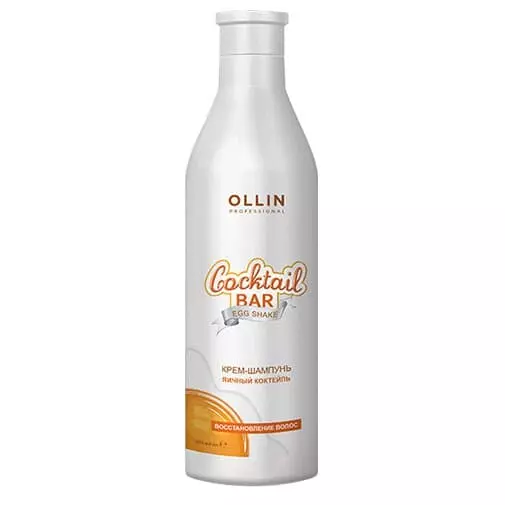 OLLIN
PROFESSIONAL
Cocktail
BAR
EGG SHAKE
КРЕМ-ШАМПУНЬ
ЯИЧНЫЙ КОКТЕЙЛЬ
ВОССТАНОВЛЕНИЕ ВОЛОС